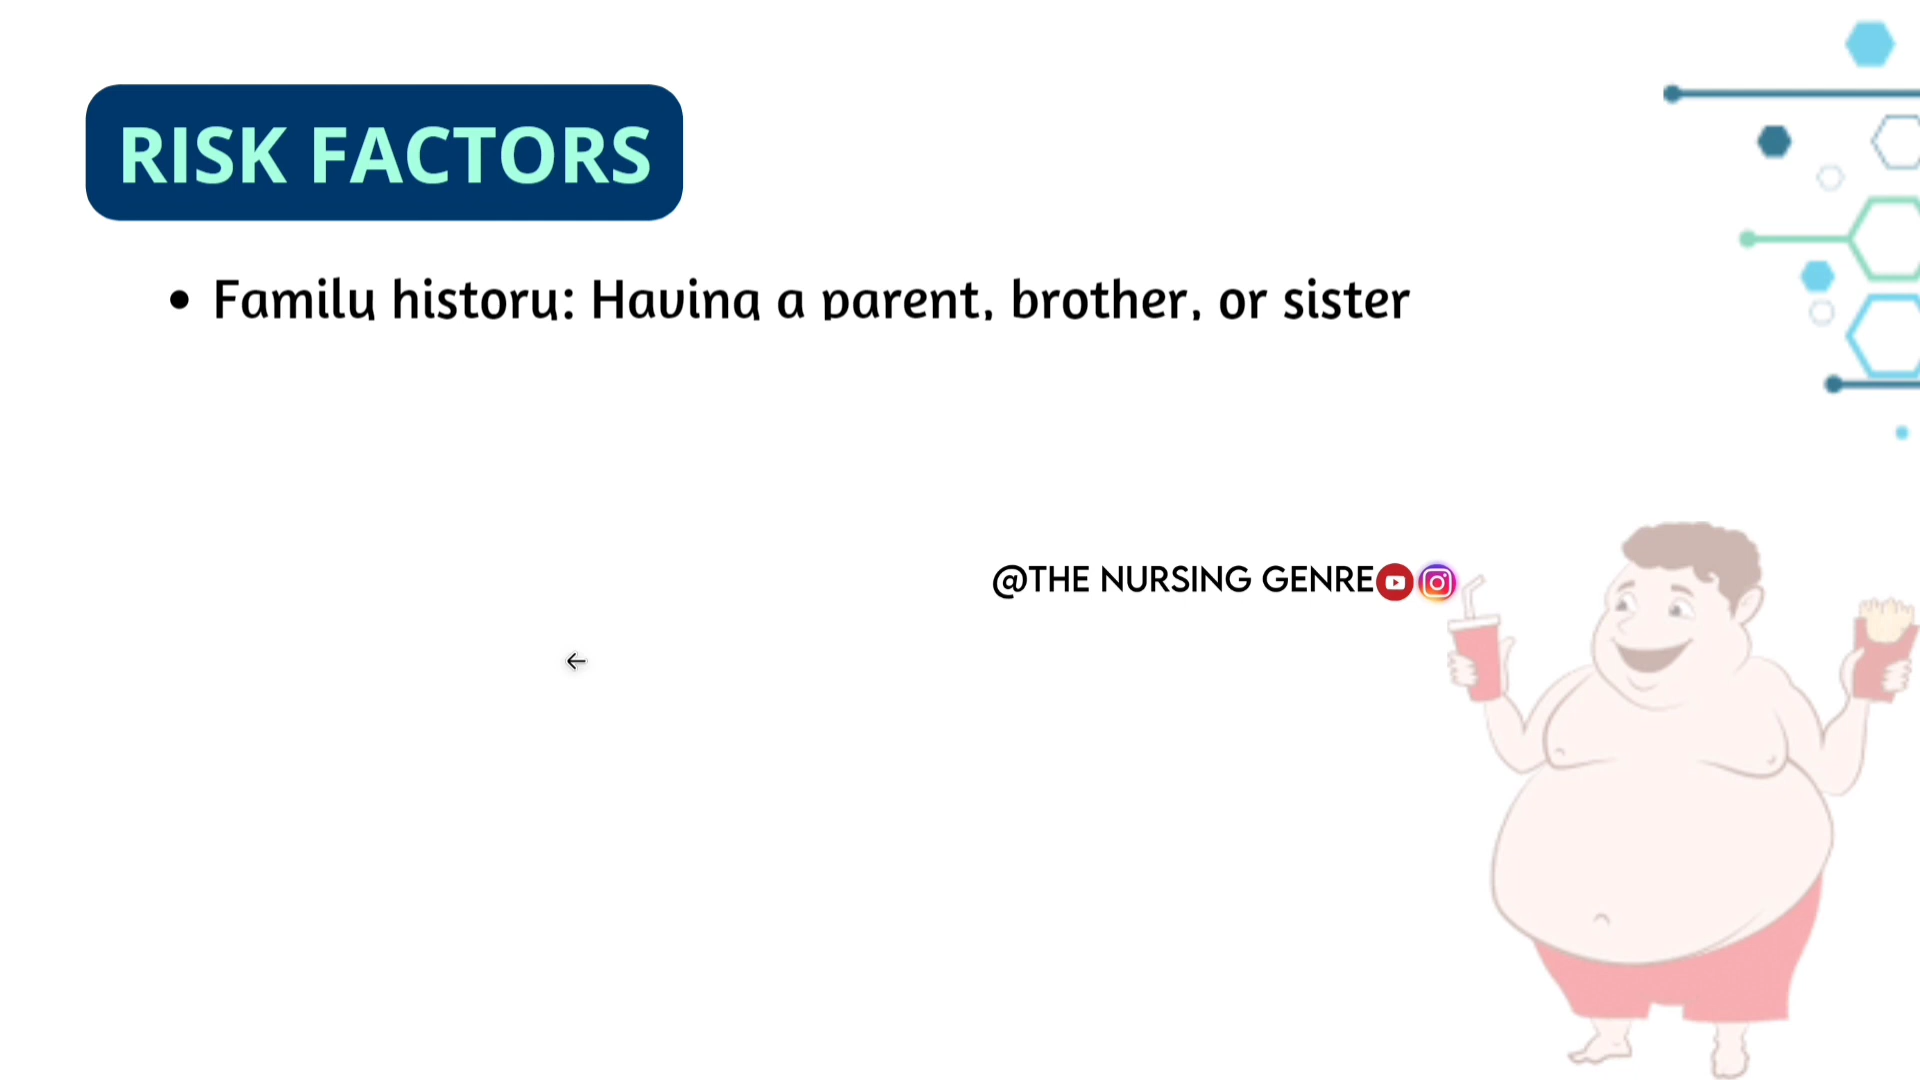 RISK FACTORS
• Family history: Having a parent, brother, or sister
@THE NURSING GENRE